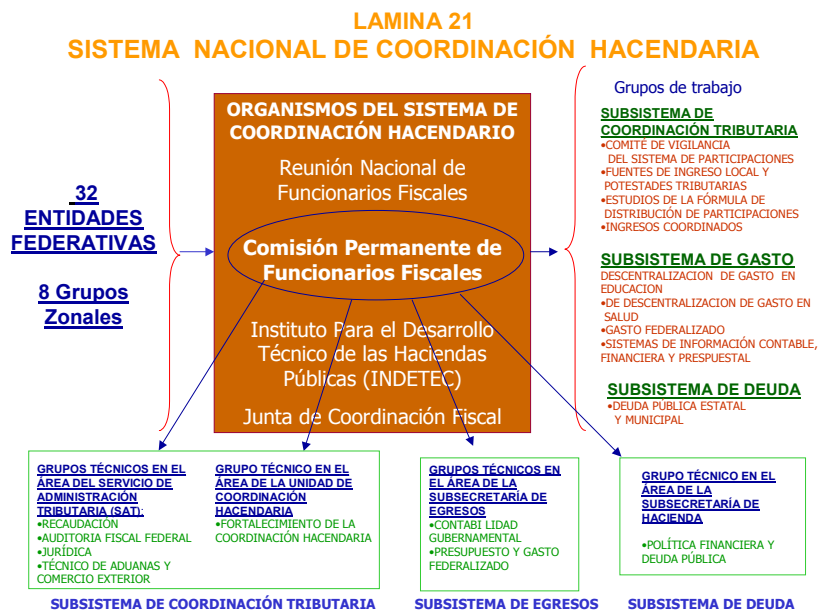 LAMINA 21
SISTEMA NACIONAL DE COORDINACIÓN HACENDARIA
32
ENTIDADES
FEDERATIVAS
8 Grupos
Zonales
ORGANISMOS DEL SISTEMA DE
COORDINACIÓN HACENDARIO
Reunión Nacional de
Funcionarios Fiscales
Comisión Permanente de
Funcionarios Fiscales
Instituto Para el Desarrollo
Técnico de las Haciendas
Públicas (INDETEC)
Junta de Coordinación Fiscal
Grupos de trabajo
SUBSISTEMA DE
COORDINACIÓN TRIBUTARIA
•COMITÉ DE VIGILANCIA
DEL SISTEMA DE PARTICIPACIONES
•FUENTES DE INGRESO LOCAL Y
POTESTADES TRIBUTARIAS
•ESTUDIOS DE LA FÓRMULA DE
DISTRIBUCIÓN DE PARTICIPACIONES
•INGRESOS COORDINADOS
SUBSISTEMA DE GASTO
DESCENTRALIZACION DE GASTO EN
EDUCACION
•DE DESCENTRALIZACION DE GASTO EN
SALUD
•GASTO FEDERALIZADO
•SISTEMAS DE INFORMACIÓN CONTABLE,
FINANCIERA Y PRESPUESTAL
SUBSISTEMA DE DEUDA
•DEUDA PÚBLICA ESTATAL
Y MUNICIPAL
GRUPOS TÉCNICOS EN EL
ÁREA DEL SERVICIO DE
ADMINISTRACIÓN
TRIBUTARIA (SAT):
•RECAUDACIÓN
•AUDITORIA FISCAL FEDERAL
•JURÍDICA
•TÉCNICO DE ADUANAS Y
COMERCIO EXTERIOR
GRUPO TÉCNICO EN EL
ÁREA DE LA UNIDAD DE
COORDINACIÓN
HACENDARIA
•FORTALECIMIENTO DE LA
COORDINACIÓN HACENDARIA
GRUPOS TÉCNICOS EN
EL ÁREA DE LA
SUBSECRETARÍA DE
EGRESOS
•CONTABI LIDAD
GUBERNAMENTAL
•PRESUPUESTO Y GASTO
FEDERALIZADO
GRUPO TÉCNICO EN EL
ÁREA DE LA
SUBSECRETARÍA DE
HACIENDA
•POLÍTICA FINANCIERA Y
DEUDA PÚBLICA
SUBSISTEMA DE COORDINACIÓN TRIBUTARIA
SUBSISTEMA DE EGRESOS
SUBSISTEMA DE DEUDA